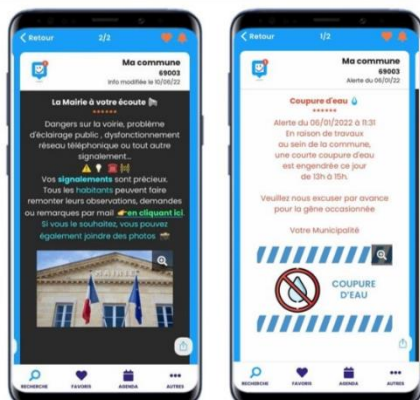 Retour
2/2
Ma commune
69003
Info modifiée le 10/06/22
La Mairie à votre écoute
******
Dangers sur la voirie, problème
d'éclairage public , dysfonctionnement
réseau téléphonique ou tout autre
signalement...
Vos signalements sont précieux.
Tous les habitants peuvent faire
remonter leurs observations, demandes
ou remarques par mail 👉en cliquant ici.
Si vous le souhaitez, vous pouvez
également joindre des photos
MAIRIE
RECHERCHE
FAVORIS
AGENDA
AUTRES
Retour
1/2
Ma commune
69003
Alerte du 06/01/22
Coupure d'eau
******
Alerte du 06/01/2022 à 11:31
En raison de travaux
au sein de la commune,
une courte coupure d'eau
est engendrée ce jour
de 13h à 15h.
Veuillez nous excuser par avance
pour la gêne occasionnée
Votre Municipalité
COUPURE
D'EAU
RECHERCHE
FAVORIS
AGENDA
AUTRES